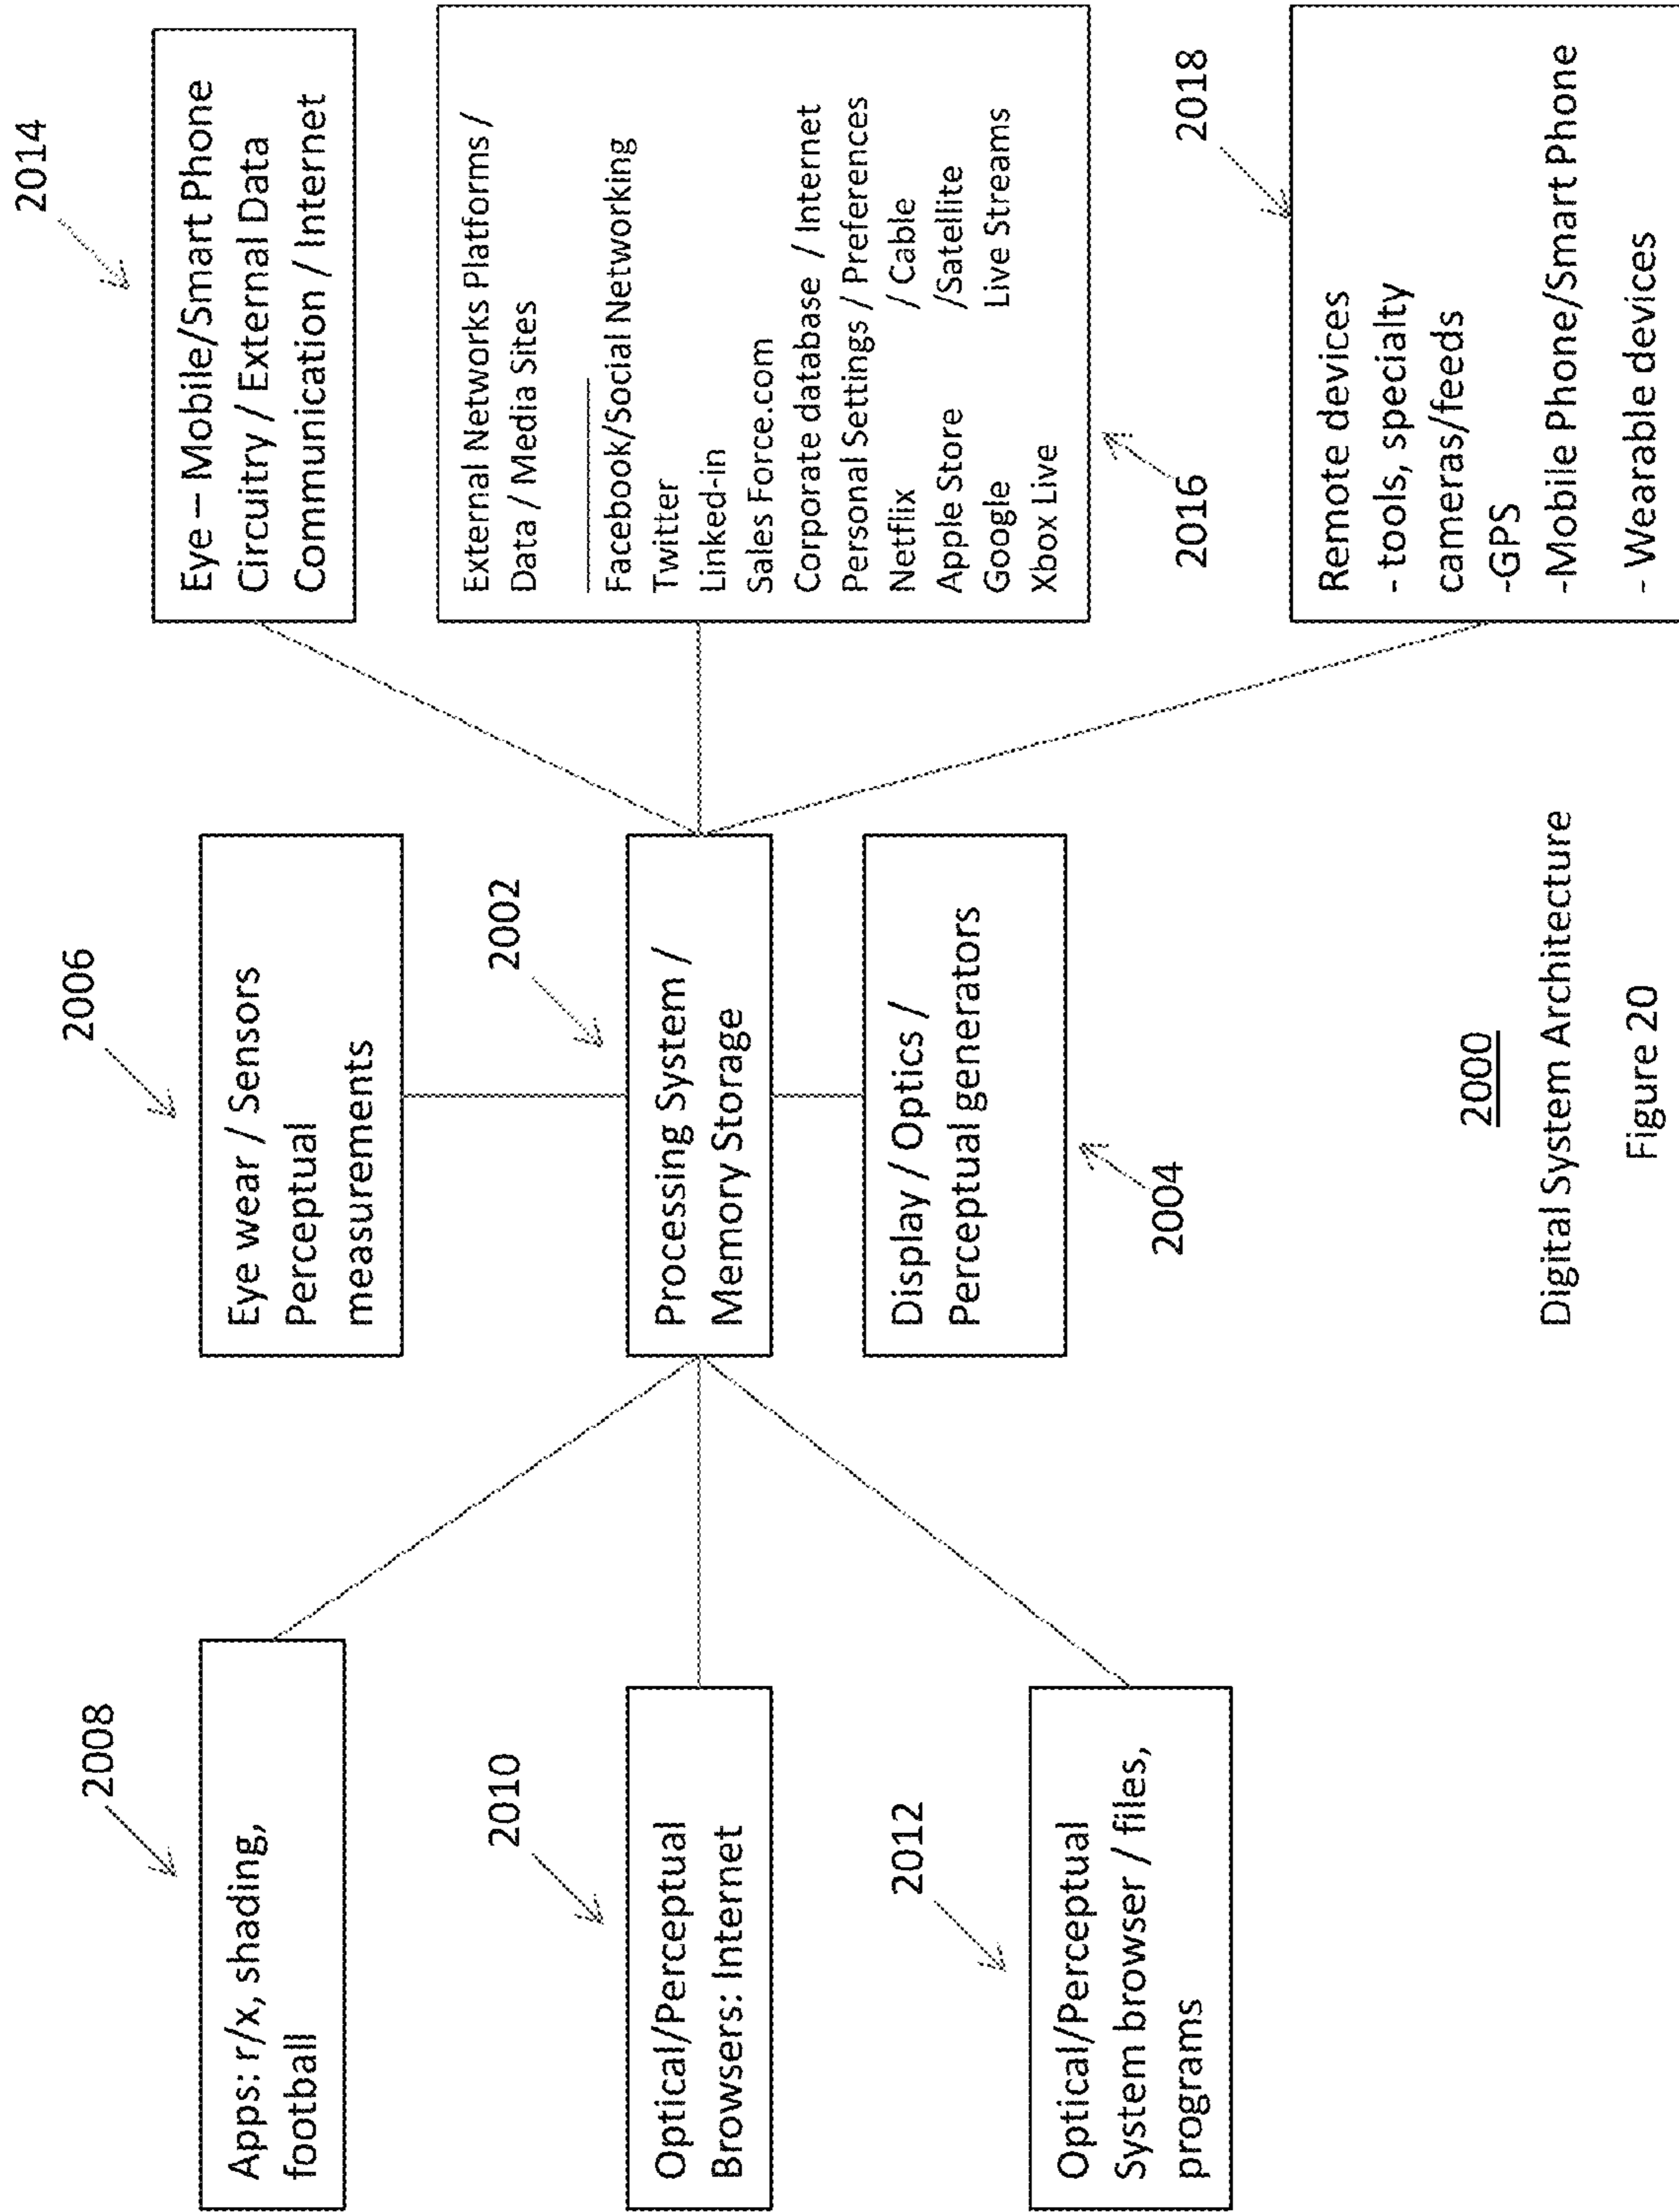 2008
Apps: r/x, shading,
football
2010
Optical/Perceptual
Browsers: Internet
2012
Optical/Perceptual
System browser / files,
programs
2006
Eye wear / Sensors
Perceptual
measurements
2002
Processing System /
Memory Storage
Display / Optics /
Perceptual generators
2004
2014
Eye – Mobile/Smart Phone
Circuitry / External Data
Communication / Internet
External Networks Platforms /
Data / Media Sites
Facebook/Social Networking
Twitter
Linked-in
Sales Force.com
Corporate database / Internet
Personal Settings / Preferences
Netflix / Cable
Apple Store /Satellite
Google Live Streams
Xbox Live
2016
2018
Remote devices
- tools, specialty
cameras/feeds
-GPS
-Mobile Phone/Smart Phone
- Wearable devices
2000
Digital System Architecture
Figure 20